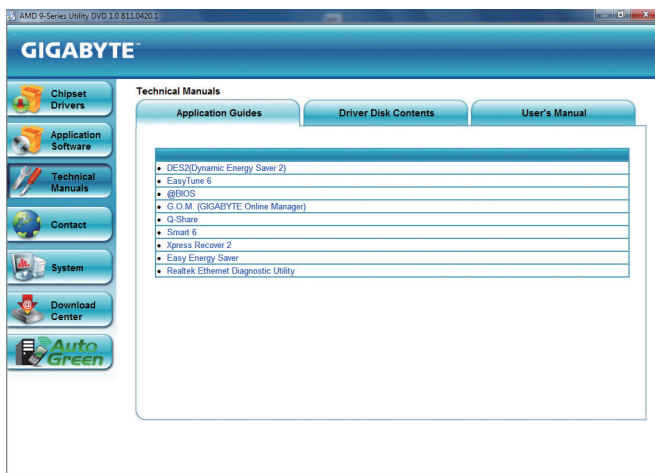 AMD 9-Series Utility DVD 1.0 B11.0420.1
GIGABYTE™
Chipset
Drivers
Application
Software
Technical
Manuals
Contact
System
Download
Center
Auto
Green
Technical Manuals
Application Guides
Driver Disk Contents
User's Manual
• DES2(Dynamic Energy Saver 2)
• EasyTune 6
• @BIOS
• G.O.M. (GIGABYTE Online Manager)
• Q-Share
• Smart 6
• Xpress Recover 2
• Easy Energy Saver
• Realtek Ethernet Diagnostic Utility